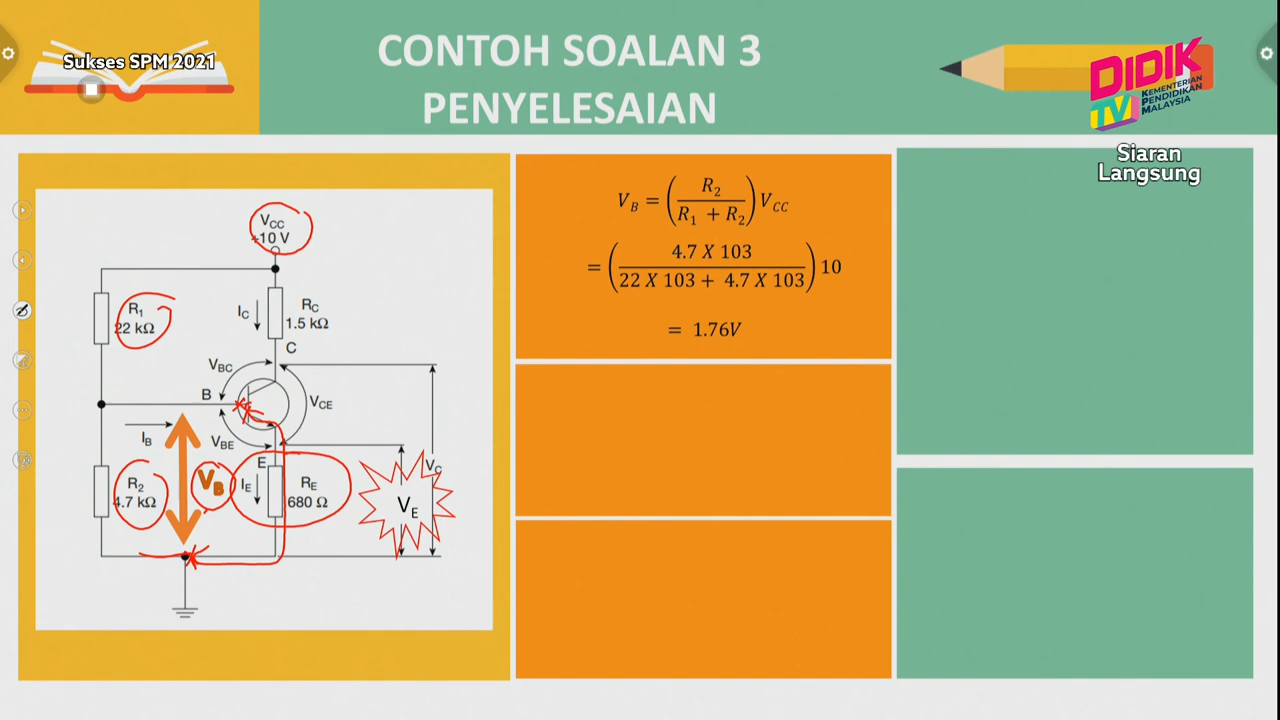 Sukses SPM 2021
CONTOH SOALAN 3
PENYELESAIAN
DIDIK
TV
KEMENTERIAN
PENDIDIKAN
MALAYSIA
Siaran
Langsung
V_CC
+10 V
R_1
22 kΩ
I_C
R_C
1.5 kΩ
C
V_BC
B
V_CE
I_B
V_BE
E
R_2
4.7 kΩ
V_B
I_E
R_E
680 Ω
V_E
V_C
V_B = (R_2 / (R_1 + R_2)) V_CC
= (4.7 X 103 / (22 X 103 + 4.7 X 103)) 10
= 1.76V